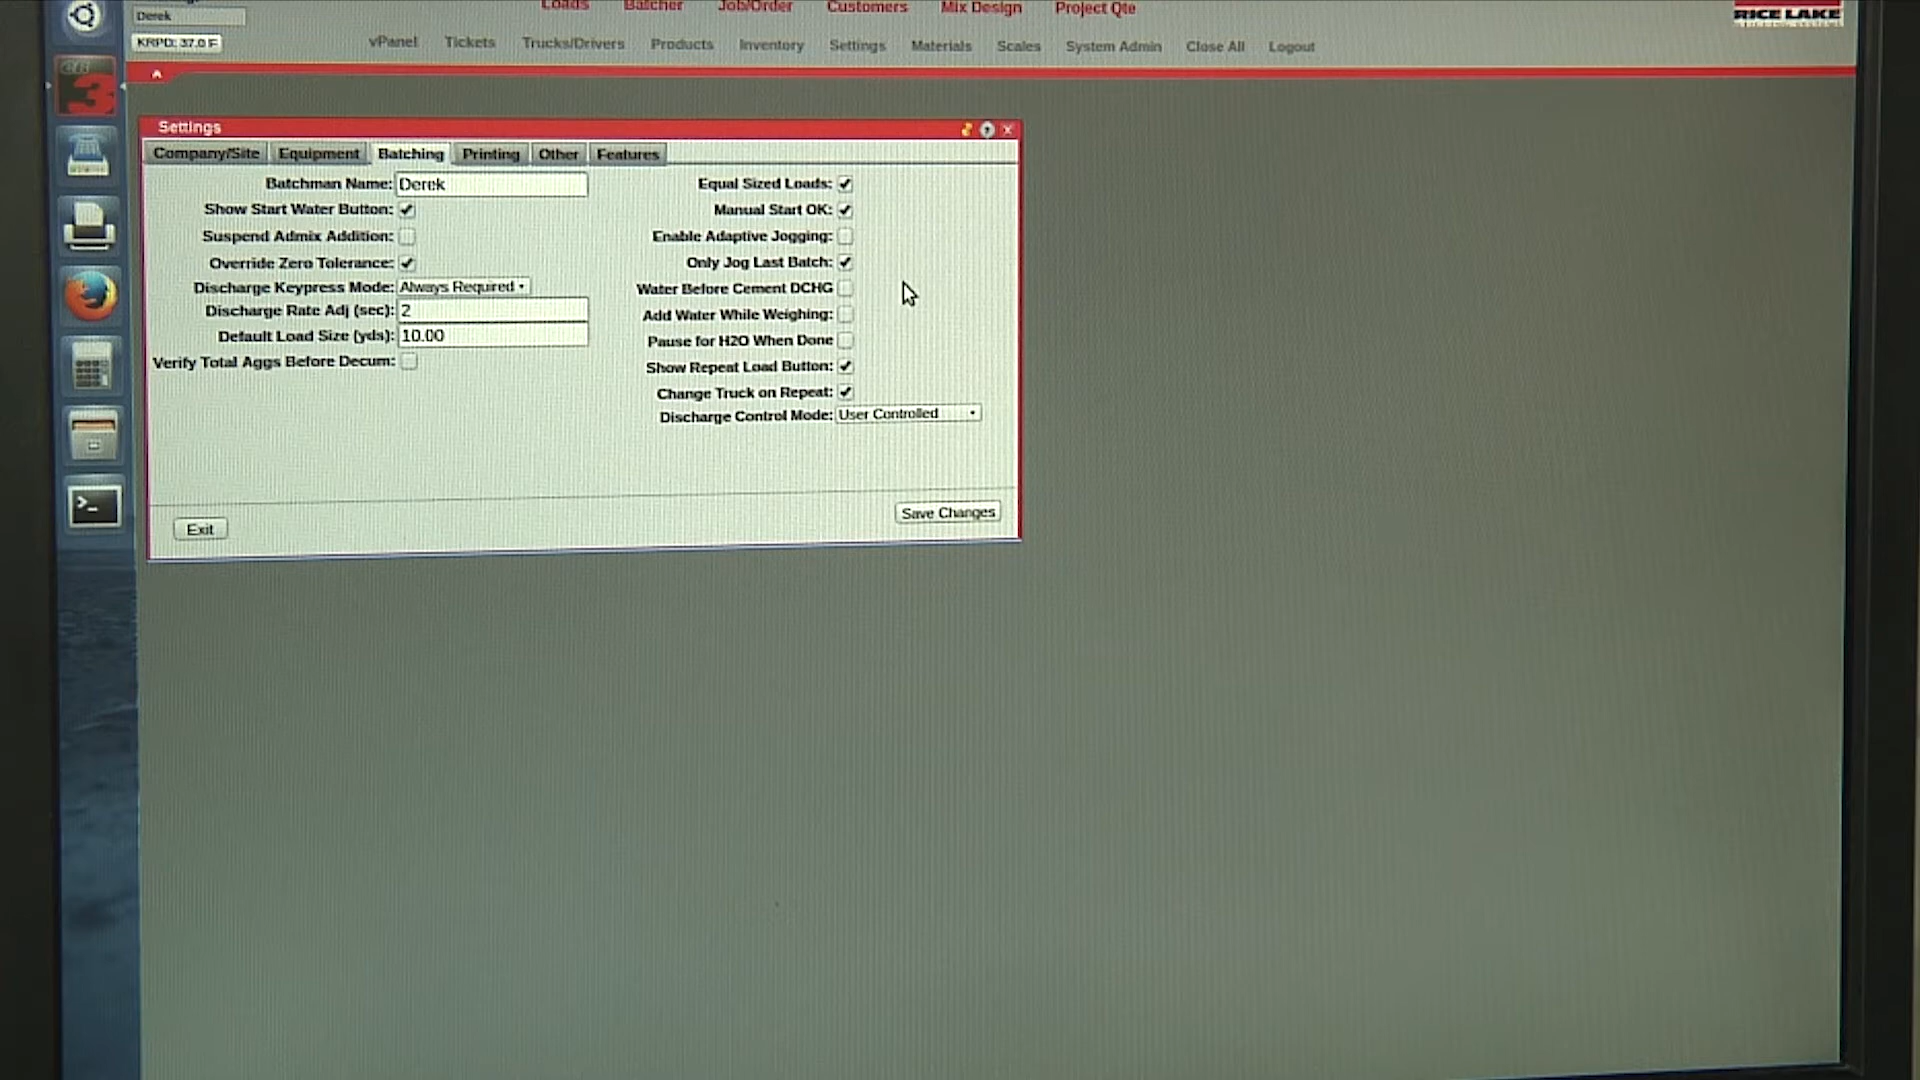 Loads Batcher Job/Order Customers Mix Design Project Qte
RICE LAKE
Derek
KRPD: 37.0 F
vPanel Tickets Trucks/Drivers Products Inventory Settings Materials Scales System Admin Close All Logout
3
Settings
Company/Site Equipment Batching Printing Other Features
Batchman Name: Derek
Show Start Water Button:
Suspend Admix Addition:
Override Zero Tolerance:
Discharge Keypress Mode: Always Required
Discharge Rate Adj (sec): 2
Default Load Size (yds): 10.00
Verify Total Aggs Before Decum:
Equal Sized Loads:
Manual Start OK:
Enable Adaptive Jogging:
Only Jog Last Batch:
Water Before Cement DCHG
Add Water While Weighing:
Pause for H2O When Done
Show Repeat Load Button:
Change Truck on Repeat:
Discharge Control Mode: User Controlled
Exit
Save Changes